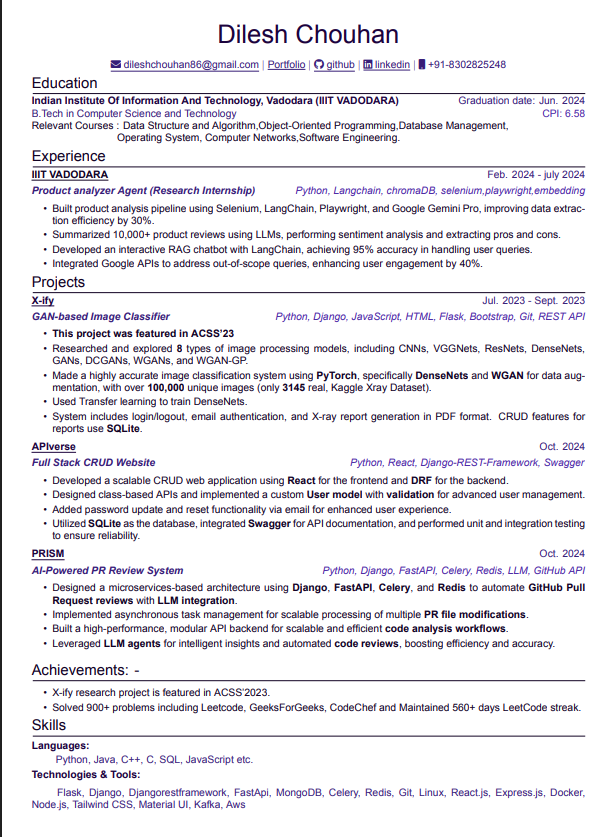 Dilesh Chouhan
dileshchouhan86@gmail.com | Portfolio | github | linkedin | +91-8302825248
Education
Indian Institute Of Information And Technology, Vadodara (IIIT VADODARA) Graduation date: Jun. 2024
B.Tech in Computer Science and Technology CPI: 6.58
Relevant Courses : Data Structure and Algorithm,Object-Oriented Programming,Database Management,
Operating System, Computer Networks,Software Engineering.
Experience
IIIT VADODARA Feb. 2024 - july 2024
Product analyzer Agent (Research Internship) Python, Langchain, chromaDB, selenium,playwright,embedding
• Built product analysis pipeline using Selenium, LangChain, Playwright, and Google Gemini Pro, improving data extrac-
tion efficiency by 30%.
• Summarized 10,000+ product reviews using LLMs, performing sentiment analysis and extracting pros and cons.
• Developed an interactive RAG chatbot with LangChain, achieving 95% accuracy in handling user queries.
• Integrated Google APIs to address out-of-scope queries, enhancing user engagement by 40%.
Projects
X-ify Jul. 2023 - Sept. 2023
GAN-based Image Classifier Python, Django, JavaScript, HTML, Flask, Bootstrap, Git, REST API
• This project was featured in ACSS'23
• Researched and explored 8 types of image processing models, including CNNs, VGGNets, ResNets, DenseNets,
GANs, DCGANs, WGANs, and WGAN-GP.
• Made a highly accurate image classification system using PyTorch, specifically DenseNets and WGAN for data aug-
mentation, with over 100,000 unique images (only 3145 real, Kaggle Xray Dataset).
• Used Transfer learning to train DenseNets.
• System includes login/logout, email authentication, and X-ray report generation in PDF format. CRUD features for
reports use SQLite.
APIverse Oct. 2024
Full Stack CRUD Website Python, React, Django-REST-Framework, Swagger
• Developed a scalable CRUD web application using React for the frontend and DRF for the backend.
• Designed class-based APIs and implemented a custom User model with validation for advanced user management.
• Added password update and reset functionality via email for enhanced user experience.
• Utilized SQLite as the database, integrated Swagger for API documentation, and performed unit and integration testing
to ensure reliability.
PRISM Oct. 2024
AI-Powered PR Review System Python, Django, FastAPI, Celery, Redis, LLM, GitHub API
• Designed a microservices-based architecture using Django, FastAPI, Celery, and Redis to automate GitHub Pull
Request reviews with LLM integration.
• Implemented asynchronous task management for scalable processing of multiple PR file modifications.
• Built a high-performance, modular API backend for scalable and efficient code analysis workflows.
• Leveraged LLM agents for intelligent insights and automated code reviews, boosting efficiency and accuracy.
Achievements: -
• X-ify research project is featured in ACSS'2023.
• Solved 900+ problems including Leetcode, GeeksForGeeks, CodeChef and Maintained 560+ days LeetCode streak.
Skills
Languages:
Python, Java, C++, C, SQL, JavaScript etc.
Technologies & Tools:
Flask, Django, Djangorestframework, FastApi, MongoDB, Celery, Redis, Git, Linux, React.js, Express.js, Docker,
Node.js, Tailwind CSS, Material UI, Kafka, Aws